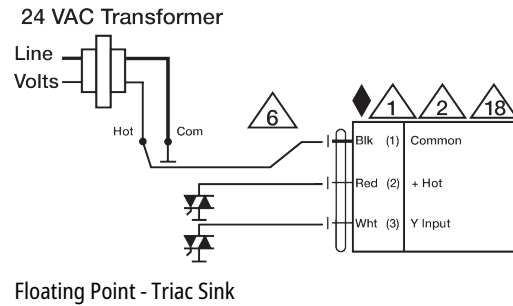 24 VAC Transformer
Line
Volts
Hot
Com
6
1
2
18
Blk (1) Common
Red (2) + Hot
Wht (3) Y Input
Floating Point - Triac Sink